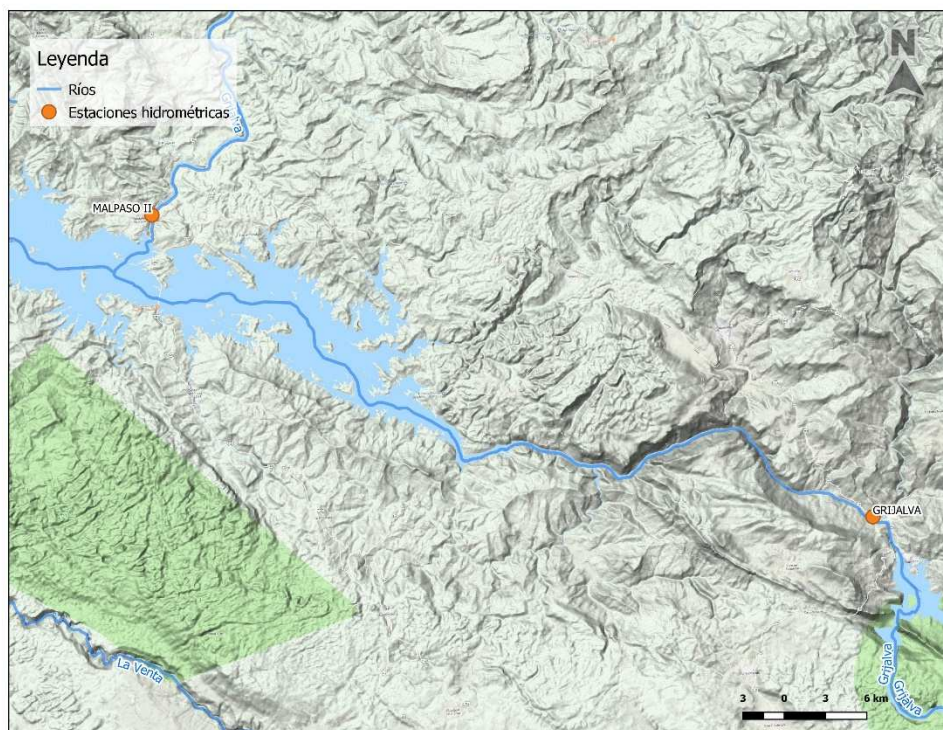 Leyenda
Ríos
Estaciones hidrométricas
N
MALPASO II
GRIJALVA
La Venta
Grijalva
Grijalva
3 0 3 6 km